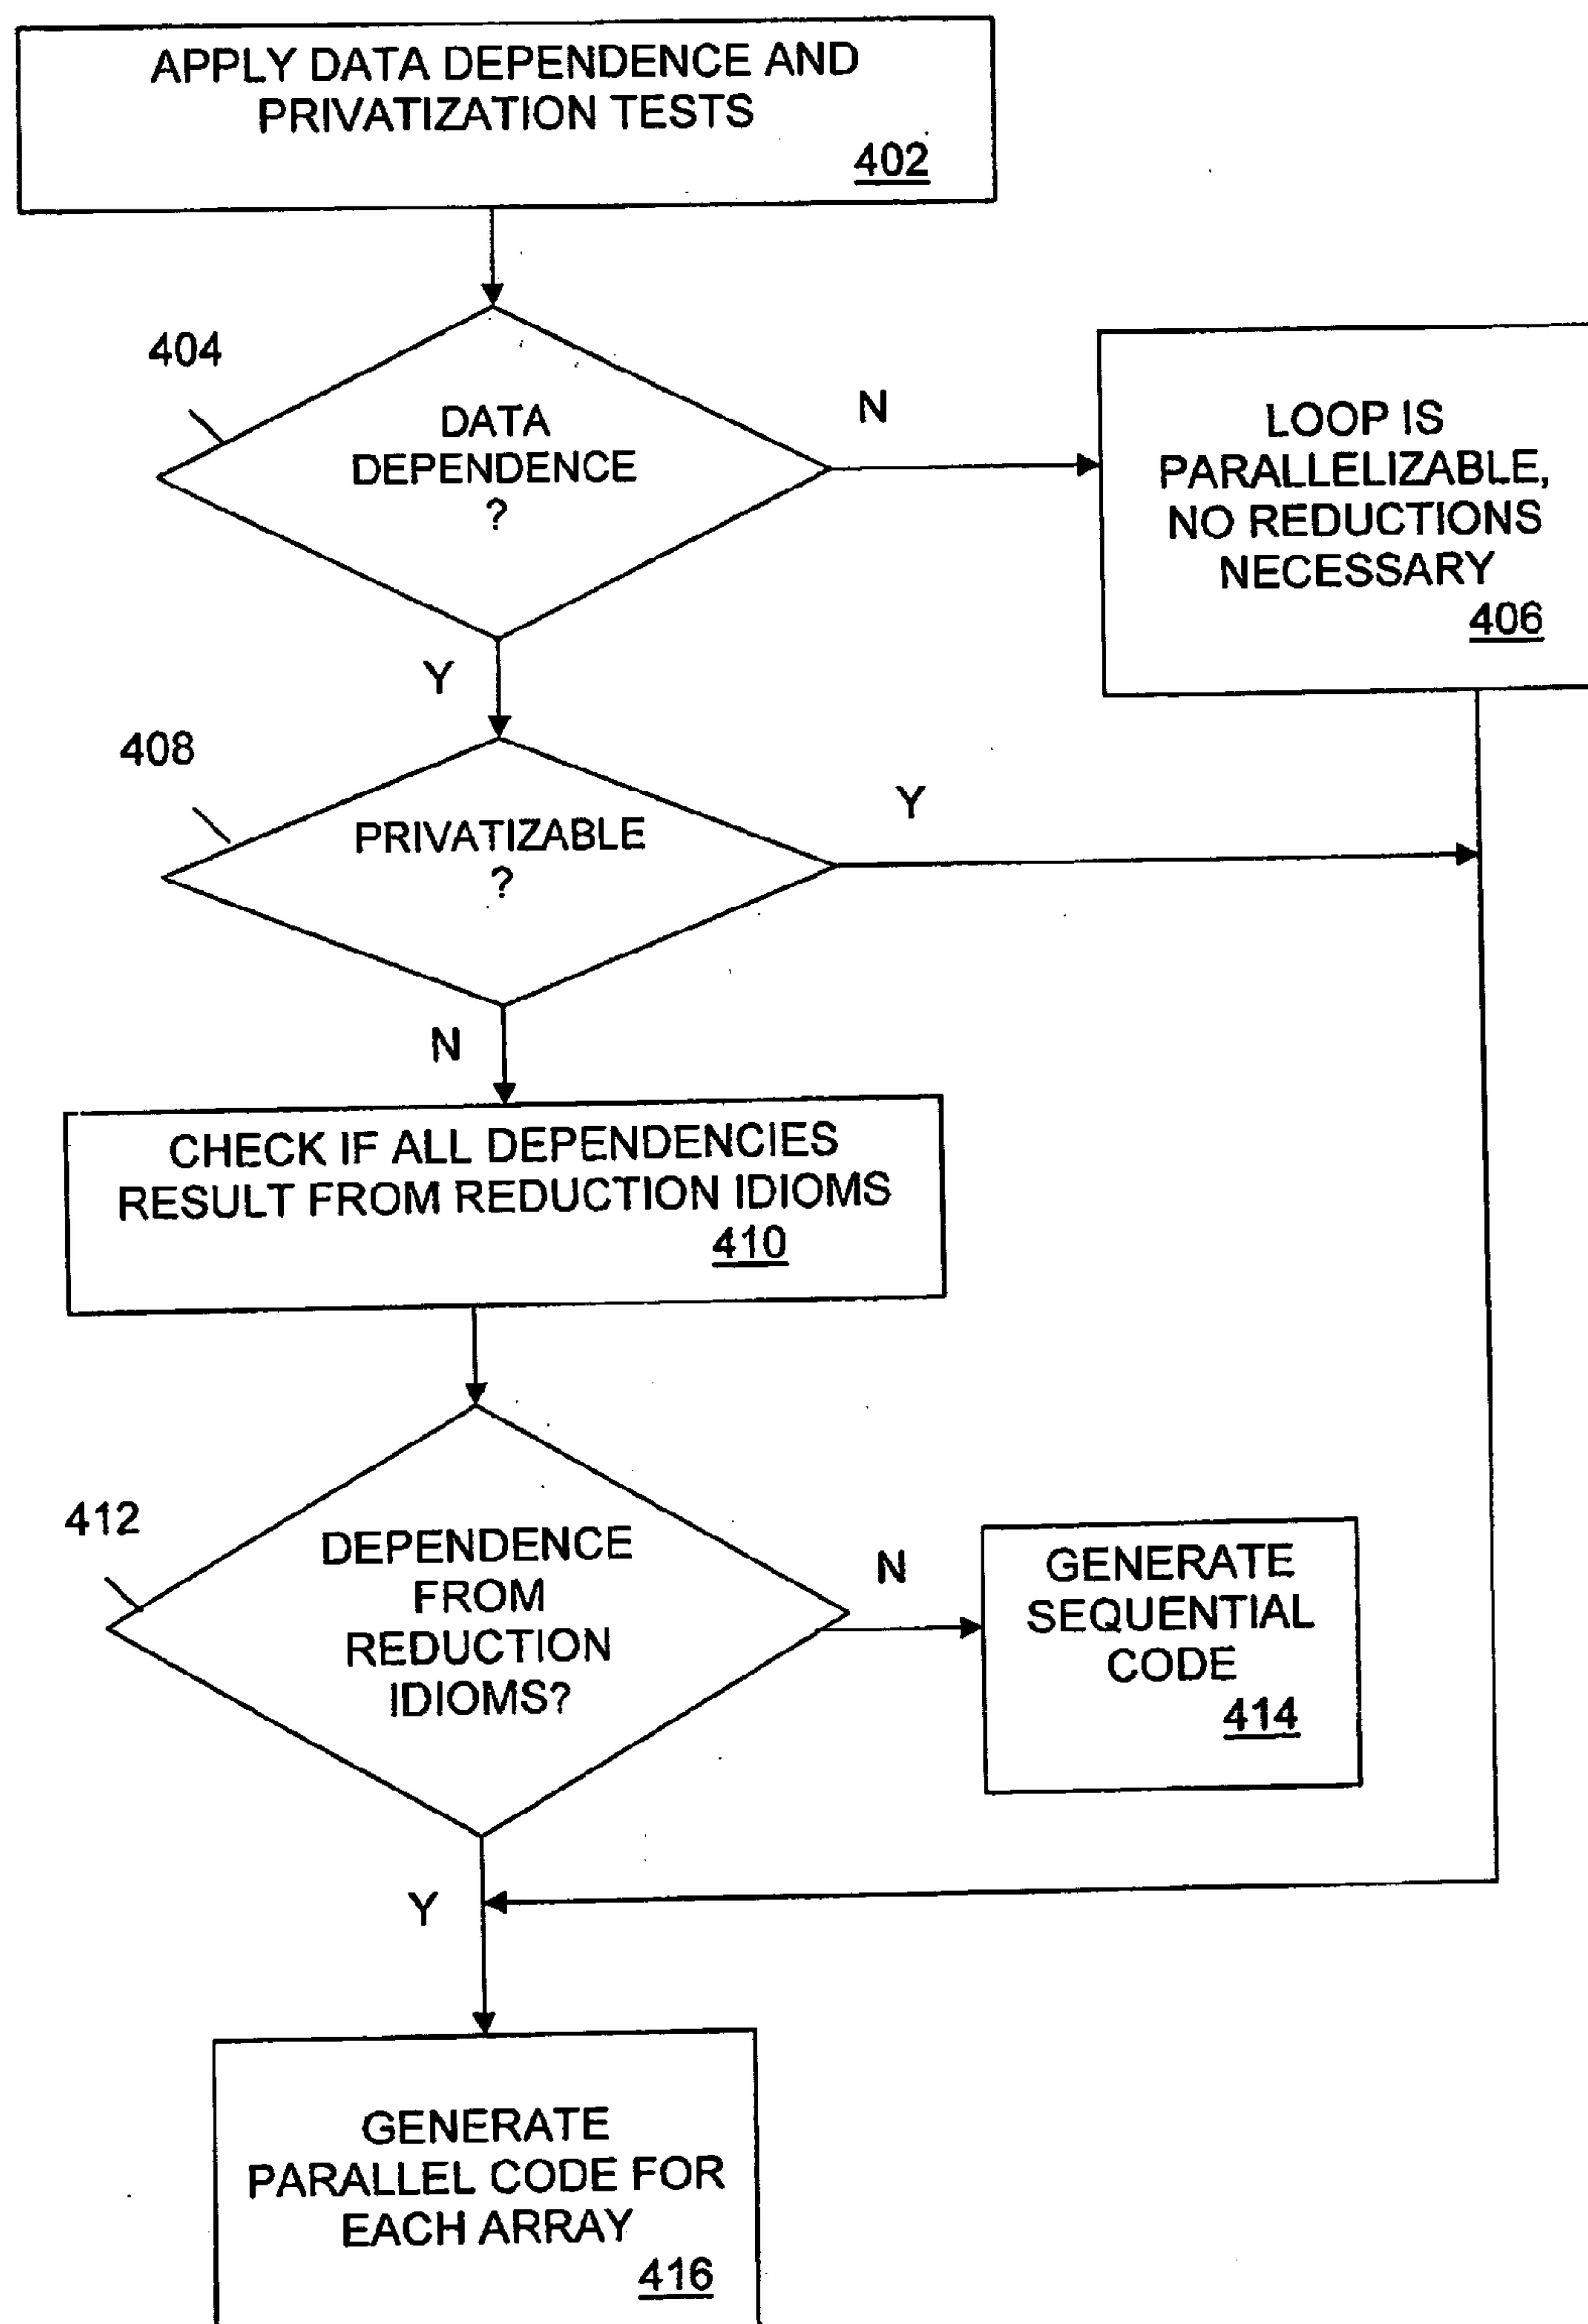 APPLY DATA DEPENDENCE AND
PRIVATIZATION TESTS
402
404
DATA
DEPENDENCE
?
N
LOOP IS
PARALLELIZABLE,
NO REDUCTIONS
NECESSARY
406
Y
408
PRIVATIZABLE
?
Y
N
CHECK IF ALL DEPENDENCIES
RESULT FROM REDUCTION IDIOMS
410
412
DEPENDENCE
FROM
REDUCTION
IDIOMS?
N
GENERATE
SEQUENTIAL
CODE
414
Y
GENERATE
PARALLEL CODE FOR
EACH ARRAY
416